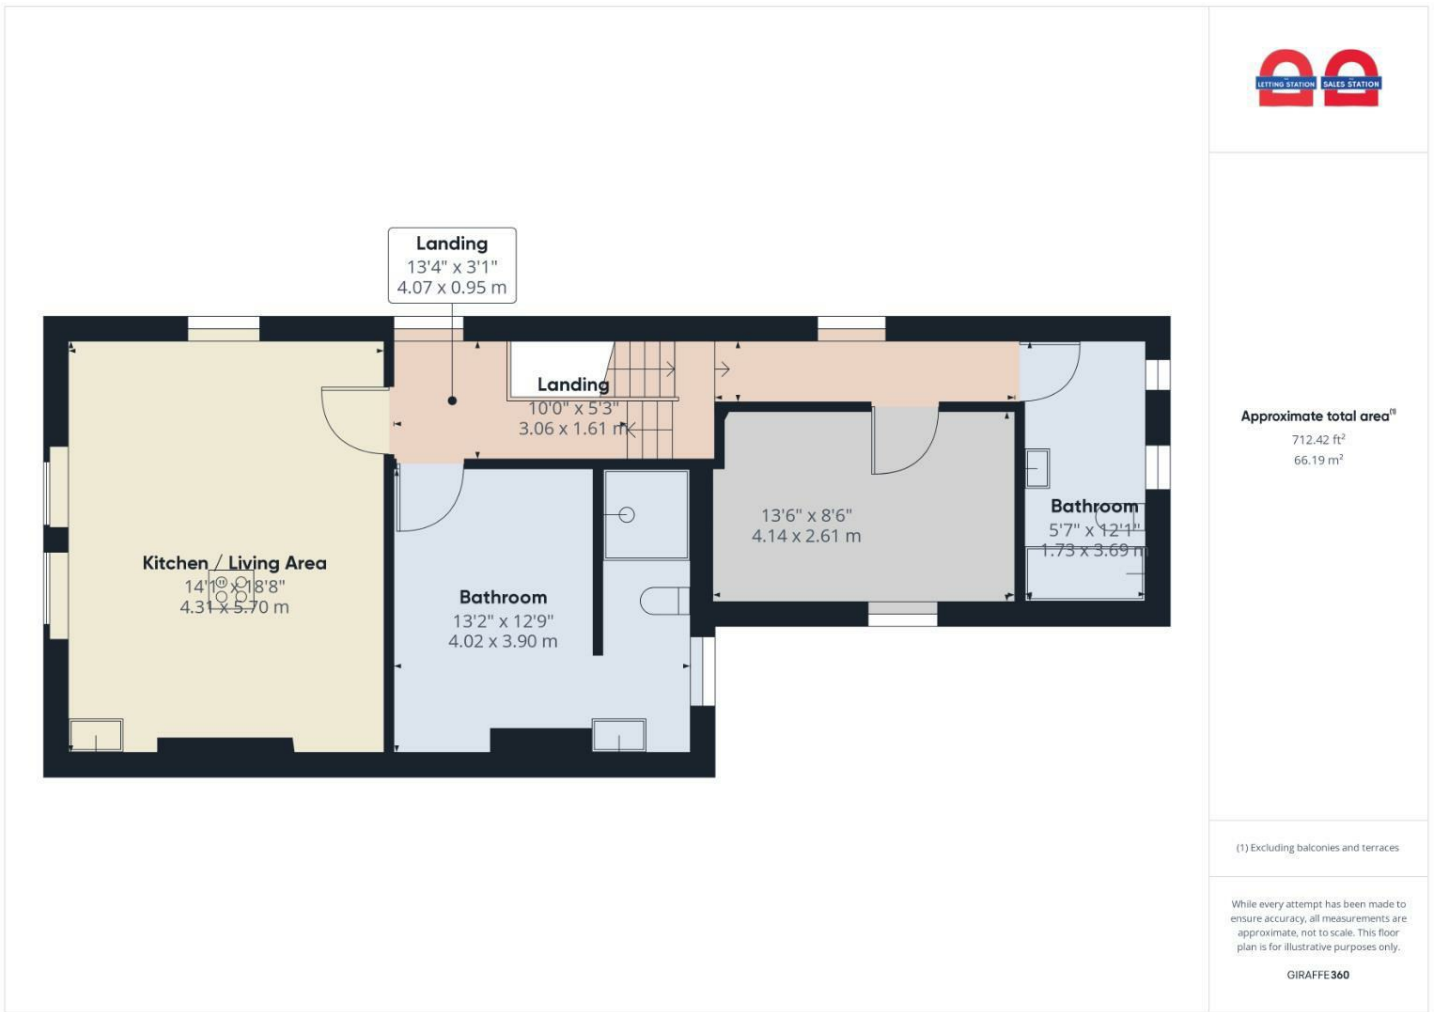 LETTING STATION
SALES STATION
Landing
13'4" x 3'1"
4.07 x 0.95 m
Landing
10'0" x 5'3"
3.06 x 1.61 m
Kitchen / Living Area
14'1" x 18'8"
4.31 x 5.70 m
Bathroom
13'2" x 12'9"
4.02 x 3.90 m
13'6" x 8'6"
4.14 x 2.61 m
Bathroom
5'7" x 12'1"
1.73 x 3.69 m
Approximate total area⁽¹⁾
712.42 ft²
66.19 m²
(1) Excluding balconies and terraces
While every attempt has been made to
ensure accuracy, all measurements are
approximate, not to scale. This floor
plan is for illustrative purposes only.
GIRAFFE360